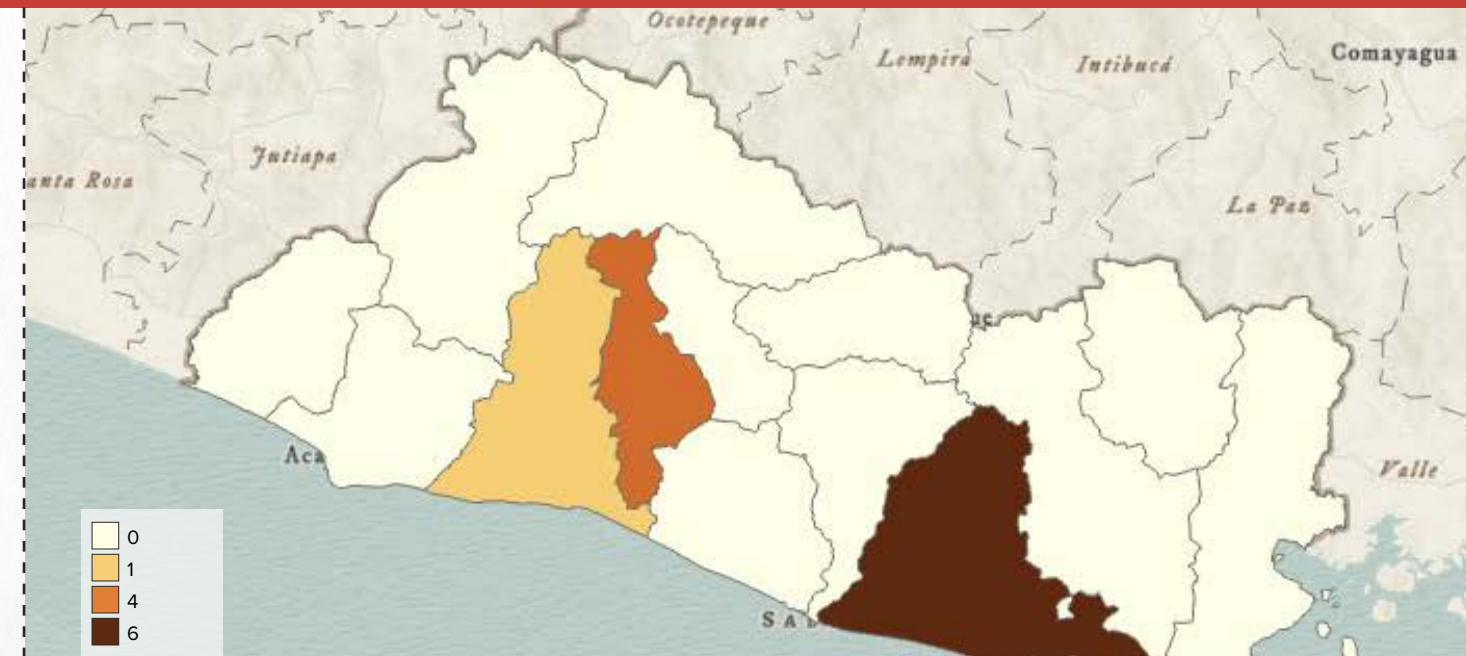 Ocotepeque
Lempira
Intibucá
Comayagua
Jutiapa
anta Rosa
La Paz
Aca
Valle
0
1
4
6